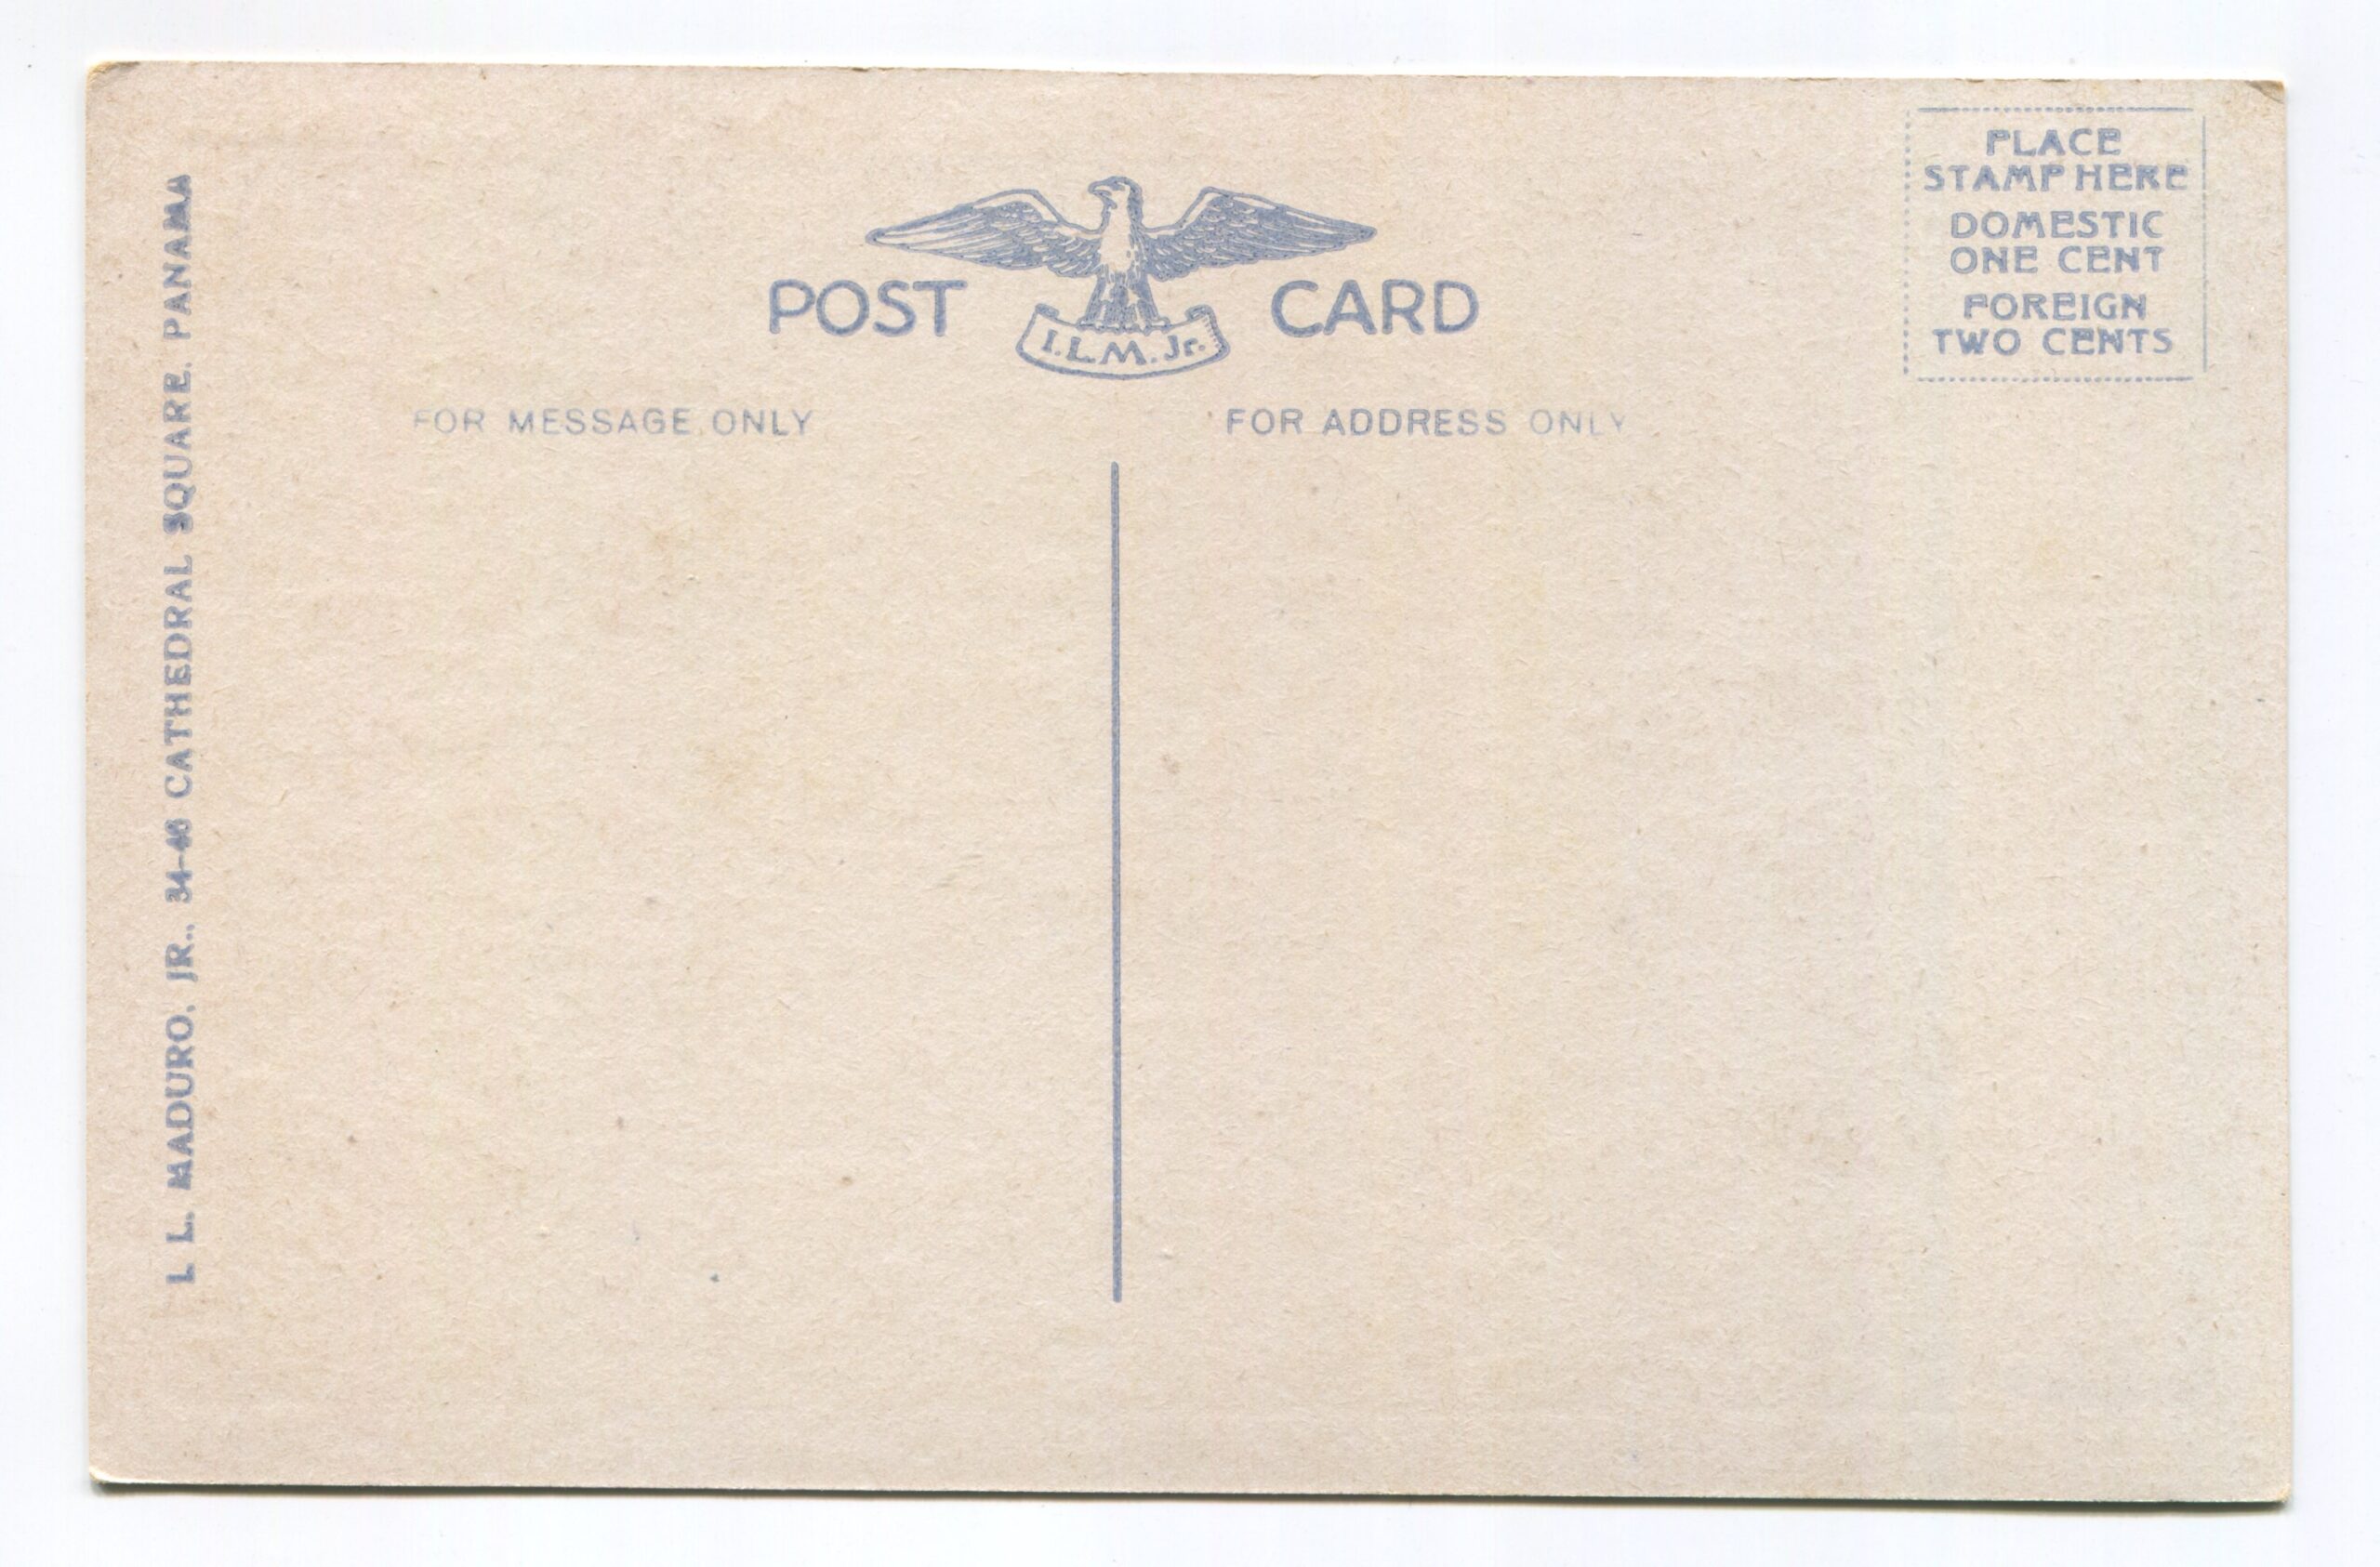 POST CARD
I.L.M. Jr.
PLACE
STAMP HERE
DOMESTIC
ONE CENT
FOREIGN
TWO CENTS
FOR MESSAGE ONLY
FOR ADDRESS ONLY
I. L. MADURO, JR., 34-46 CATHEDRAL SQUARE, PANAMA